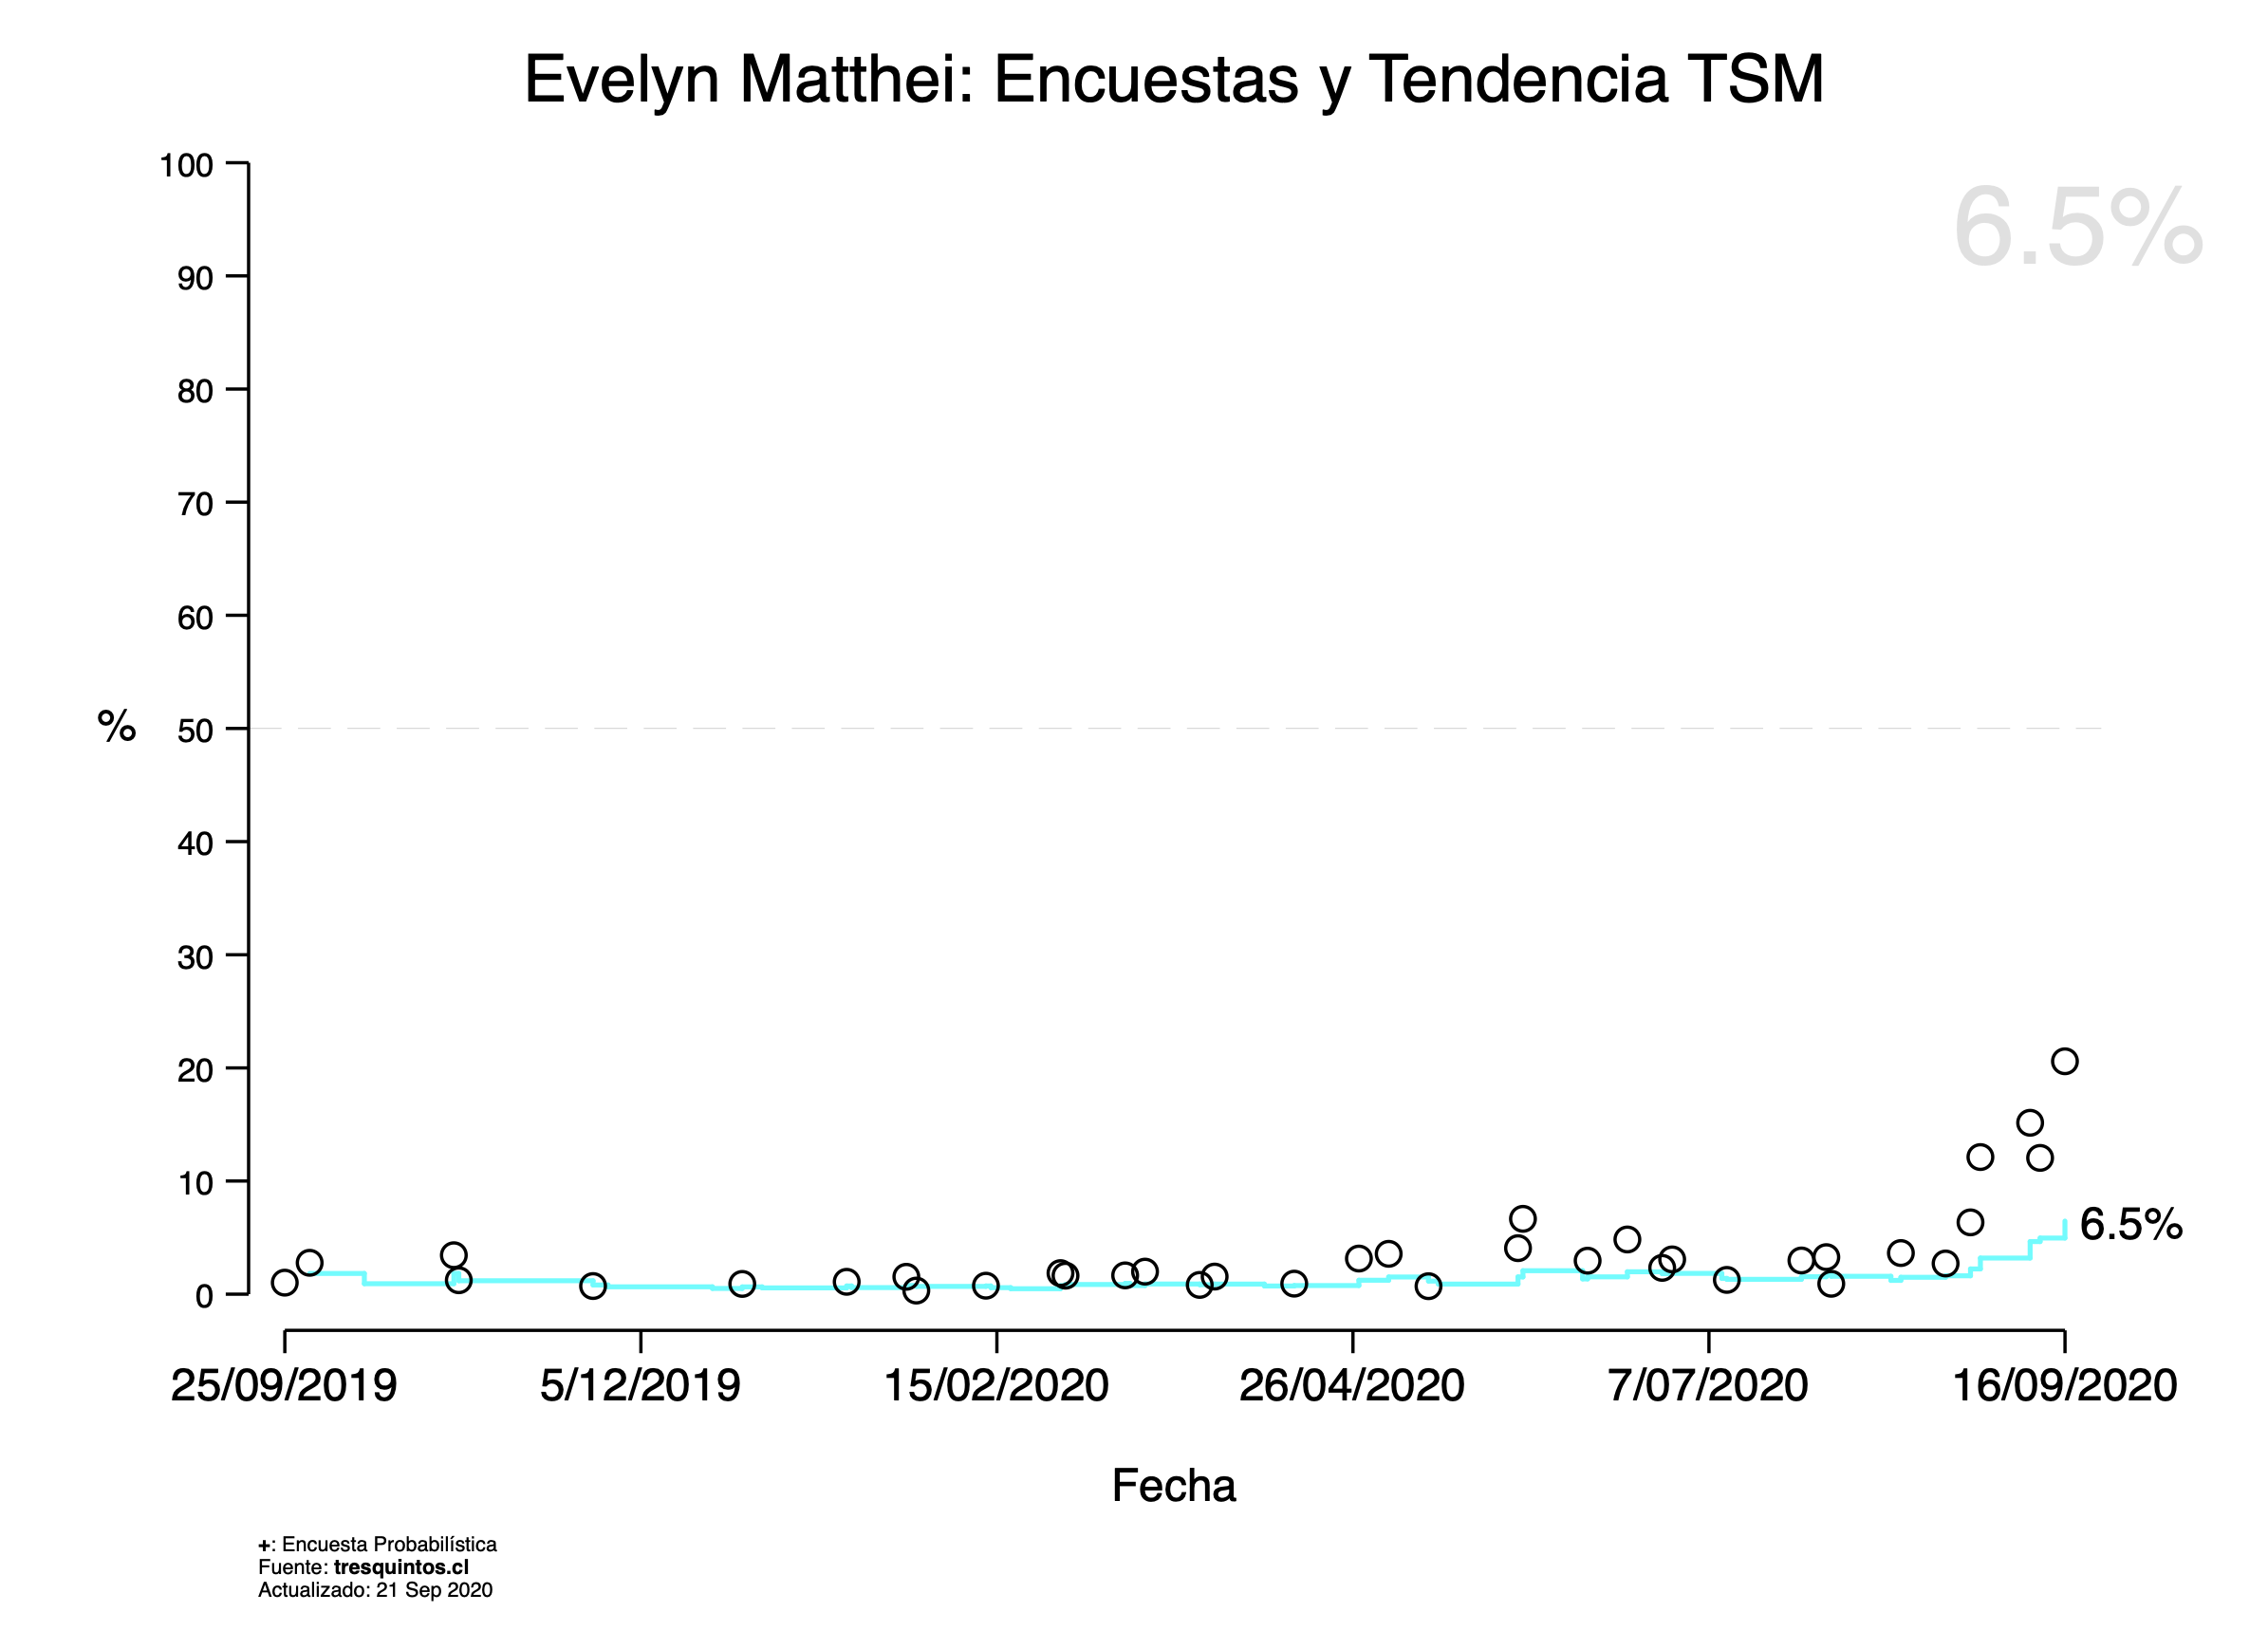 Evelyn Matthei: Encuestas y Tendencia TSM
6.5%
100
90
80
70
60
% 50
40
30
20
10
0
6.5%
25/09/2019 5/12/2019 15/02/2020 26/04/2020 7/07/2020 16/09/2020
Fecha
+: Encuesta Probabilística
Fuente: tresquintos.cl
Actualizado: 21 Sep 2020